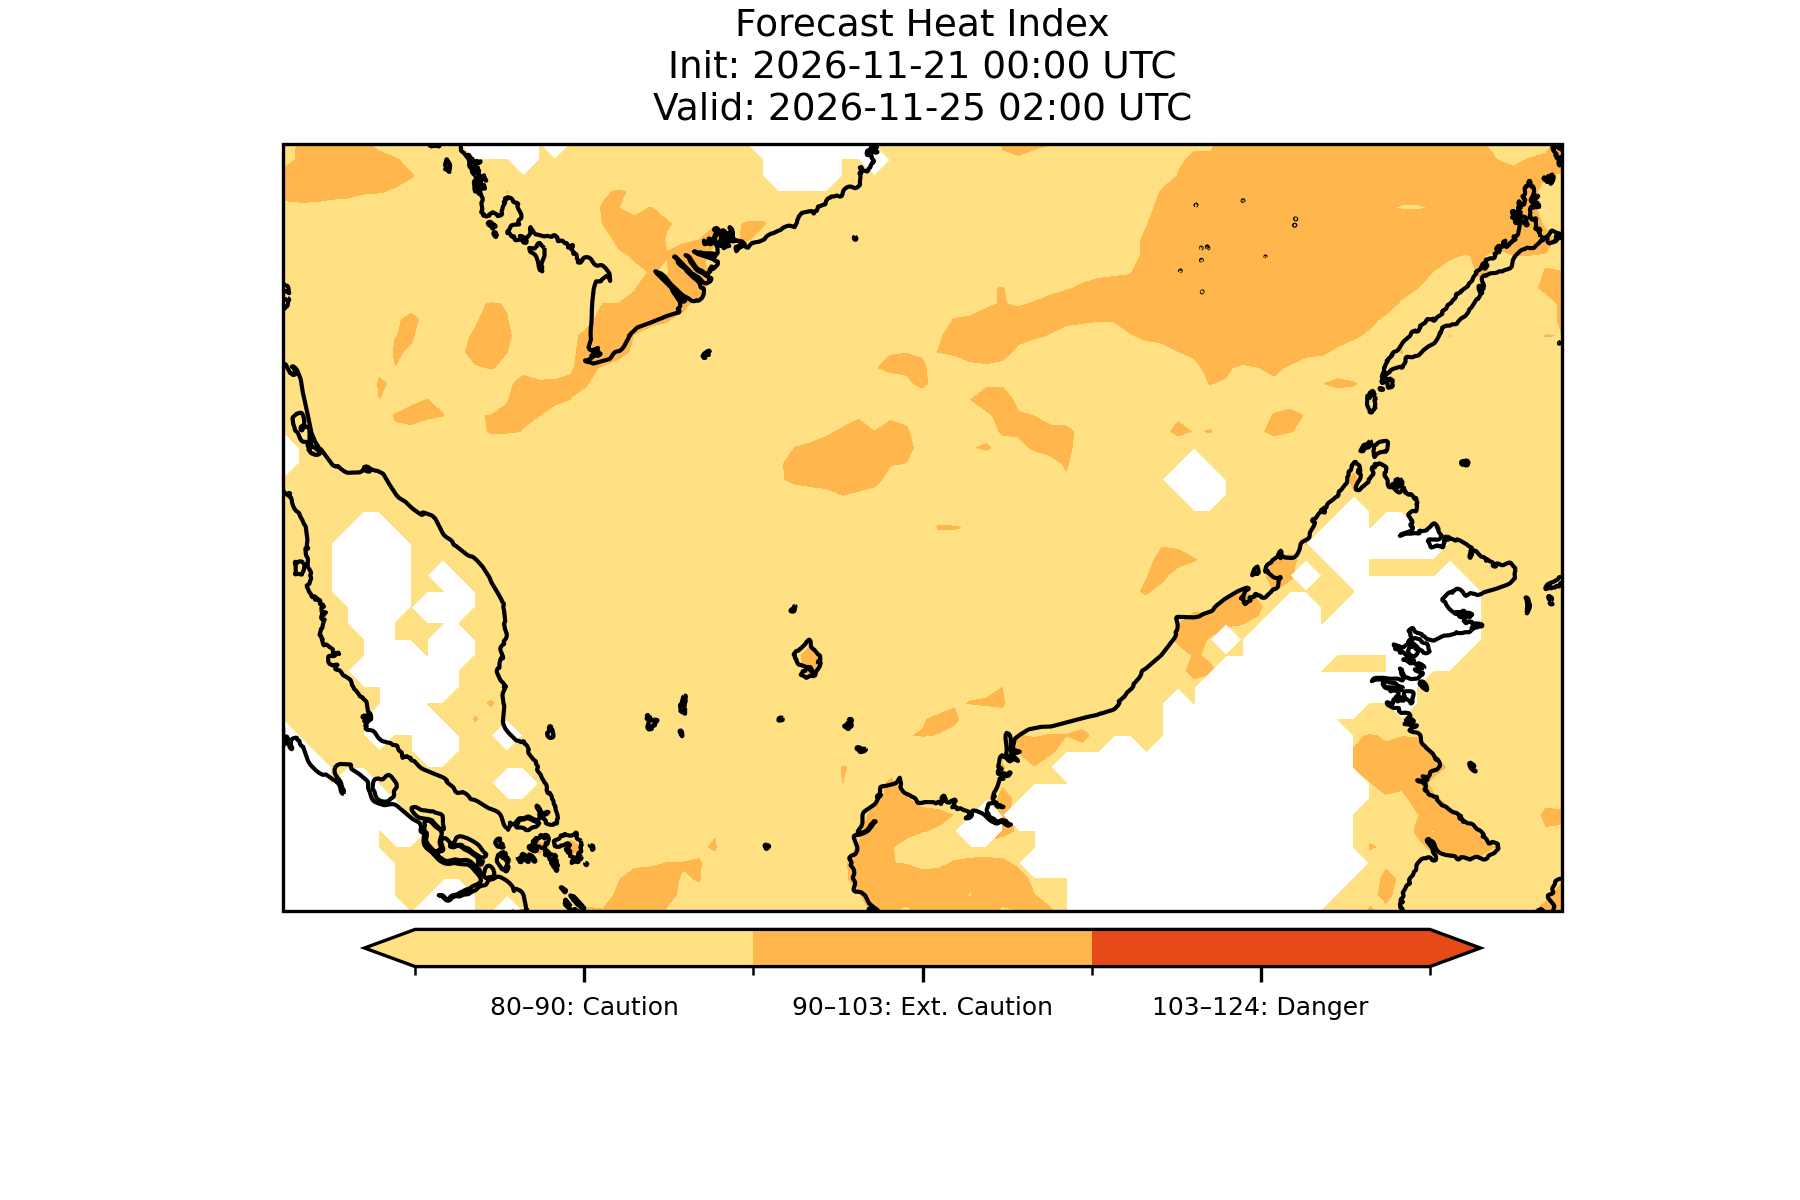 Forecast Heat Index
Init: 2026-11-21 00:00 UTC
Valid: 2026-11-25 02:00 UTC
80–90: Caution
90–103: Ext. Caution
103–124: Danger